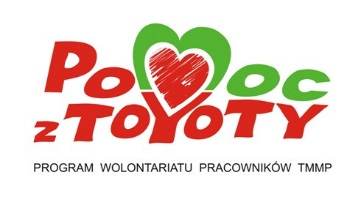 POMOC
Z TOYOTY
PROGRAM WOLONTARIATU PRACOWNIKÓW TMMP